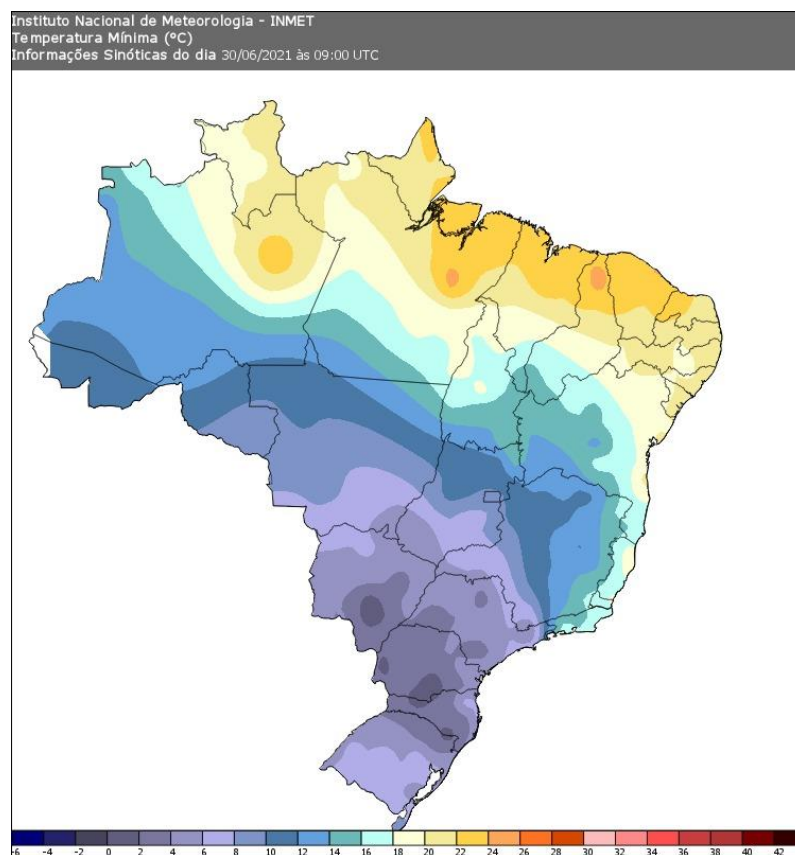 Instituto Nacional de Meteorologia - INMET
Temperatura Mínima (ºC)
Informações Sinóticas do dia 30/06/2021 às 09:00 UTC
-6 -4 -2 0 2 4 6 8 10 12 14 16 18 20 22 24 26 28 30 32 34 36 38 40 42